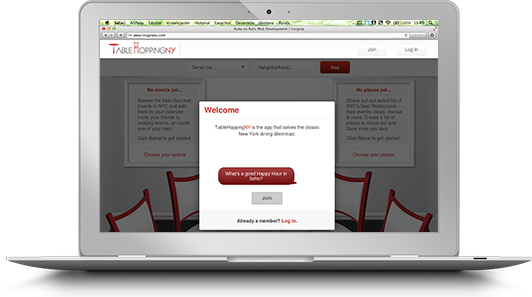 Safari Archivo Edición Visualización Historial Favoritos Desarrollo Ventana Ayuda
Ruby on Rails Web Development | Insignia
TABLEHOPPINGNY
Join
Log In
Serve me...
Neighborhood...
Find
No events yet...
Browse the best Gourmet
Events in NYC and add
them to your calendar.
Invite your friends to
existing events, or create
one of your own.
Click Below to get started.
Choose your events
Welcome
TableHoppingNY is the app that solves the classic
New York dining dilemmas:
What's a good Happy Hour in
Soho?
Join
Already a member? Log In.
No places yet...
Check out our select list
of NYC's Best Restaurants -
their events, deals, menus
& more. Create a list of
places to check out and
Save ones you love.
Click Below to get started.
Choose your places